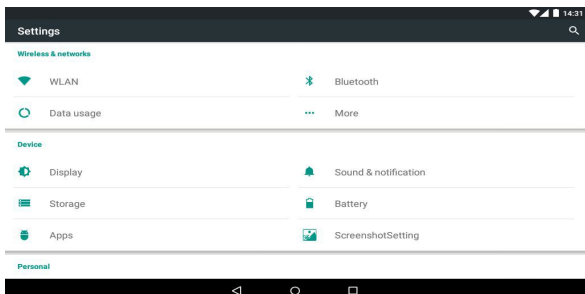 14:31
Settings
Wireless & networks
WLAN
Bluetooth
Data usage
More
Device
Display
Sound & notification
Storage
Battery
Apps
ScreenshotSetting
Personal